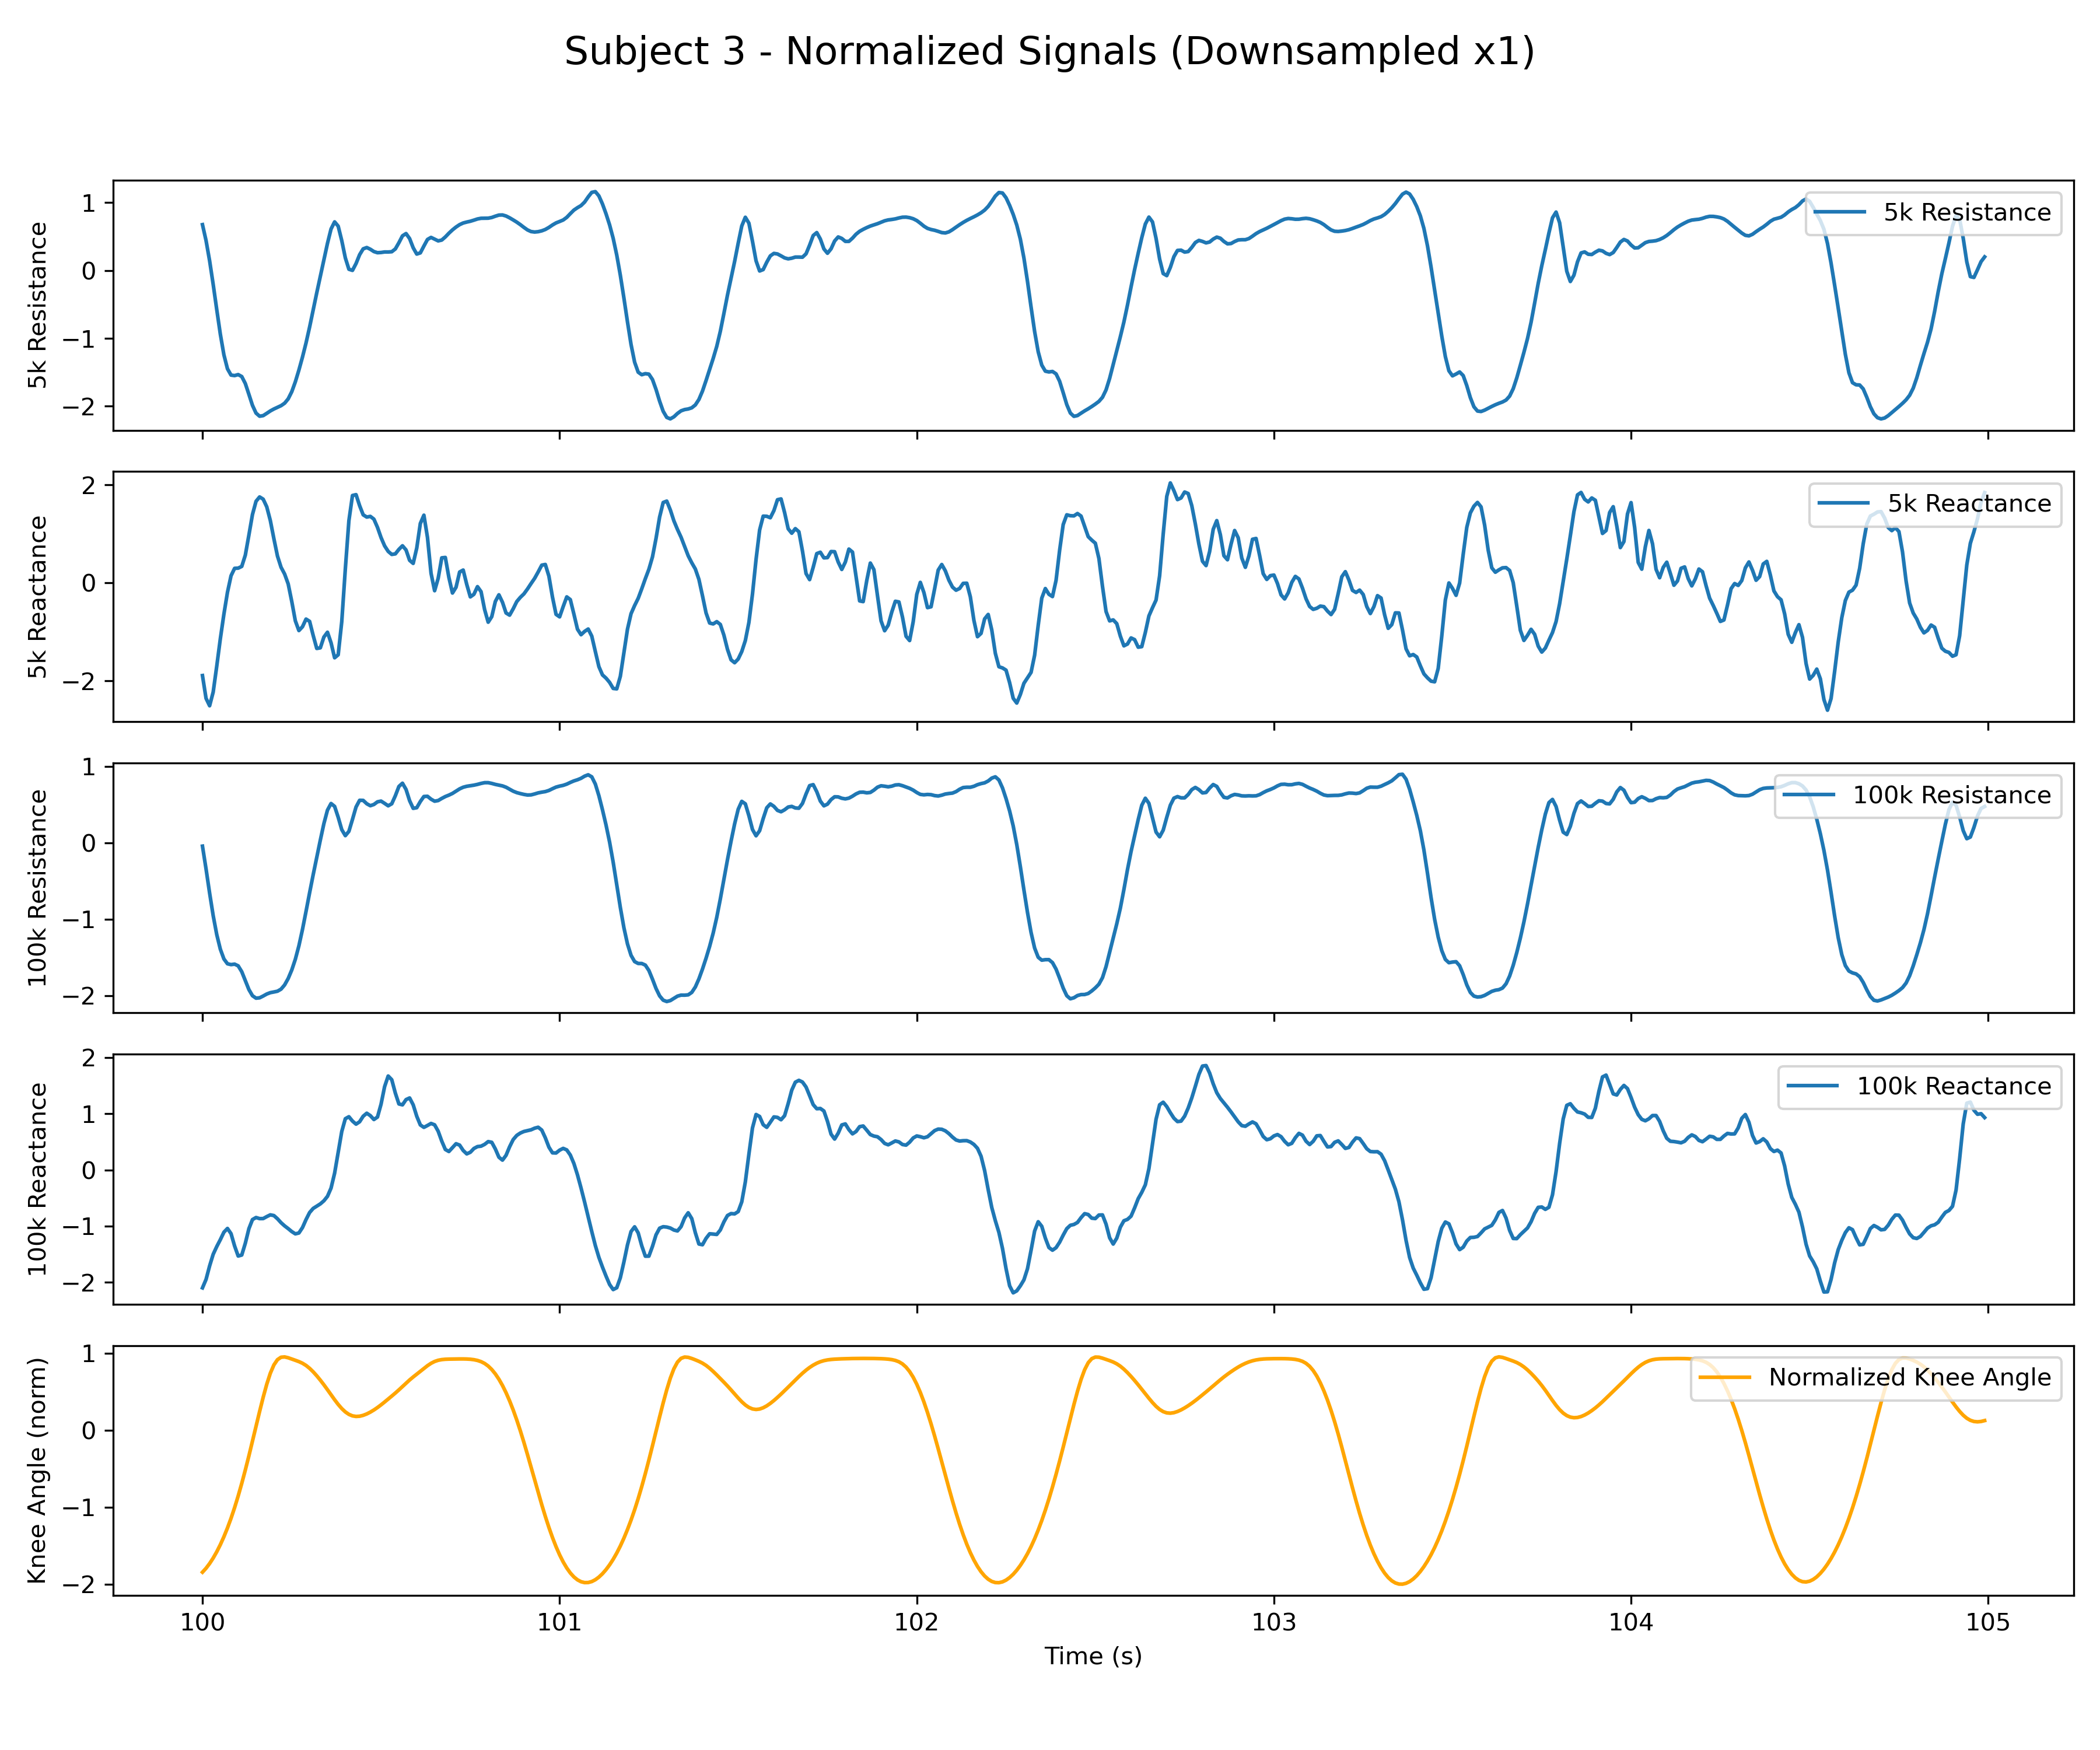 Subject 3 - Normalized Signals (Downsampled x1)
5k Resistance
1
0
−1
−2
5k Resistance
5k Reactance
2
0
−2
5k Reactance
100k Resistance
1
0
−1
−2
100k Resistance
100k Reactance
2
1
0
−1
−2
100k Reactance
Knee Angle (norm)
1
0
−1
−2
Normalized Knee Angle
100 101 102 103 104 105
Time (s)